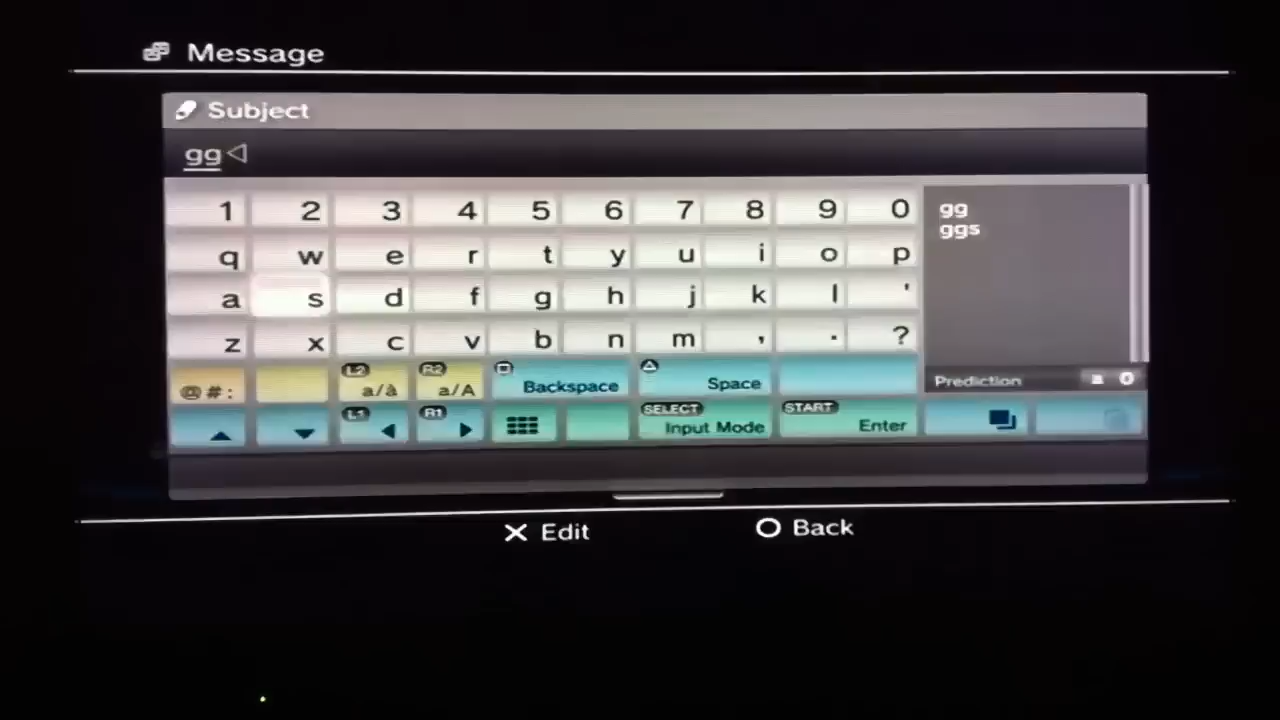 Message
Subject
gg
1 2 3 4 5 6 7 8 9 0
gg
ggs
q w e r t y u i o p
a s d f g h j k l '
z x c v b n m , . ?
@#: L2 a/à R2 a/A Backspace Space
Prediction a
L1 R1 SELECT Input Mode START Enter
X Edit O Back